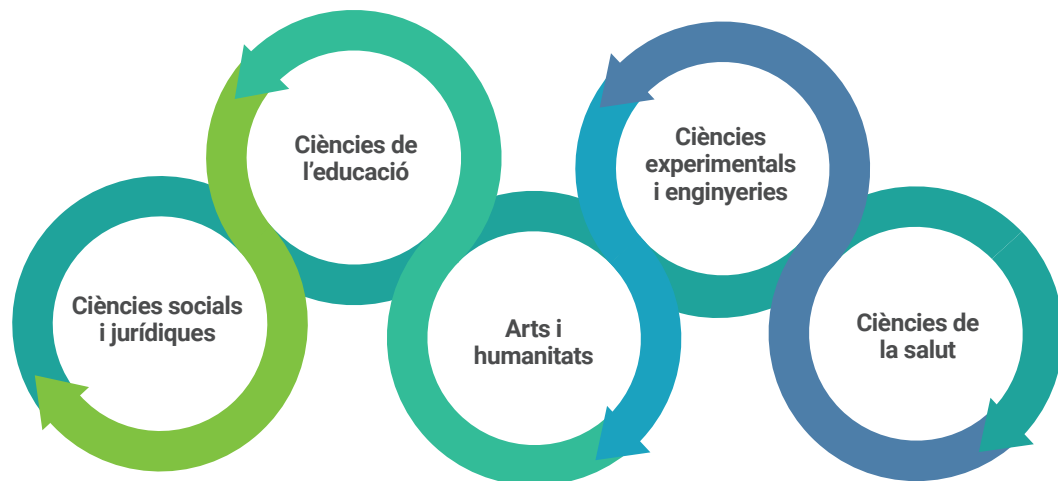 Ciències socials
i jurídiques
Ciències de
l’educació
Arts i
humanitats
Ciències
experimentals
i enginyeries
Ciències de
la salut